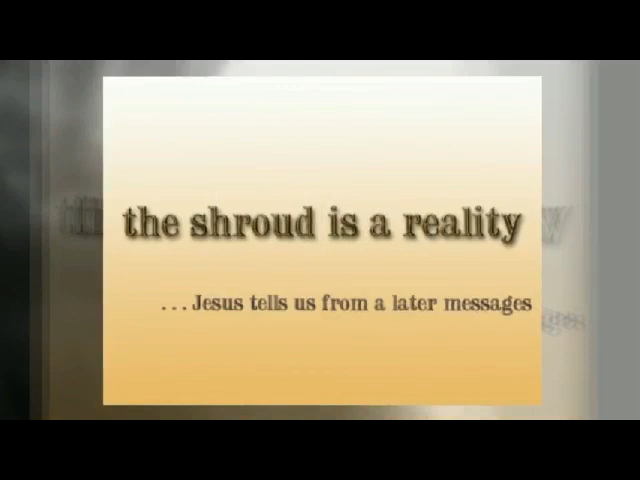 the shroud is a reality
...Jesus tells us from a later messages